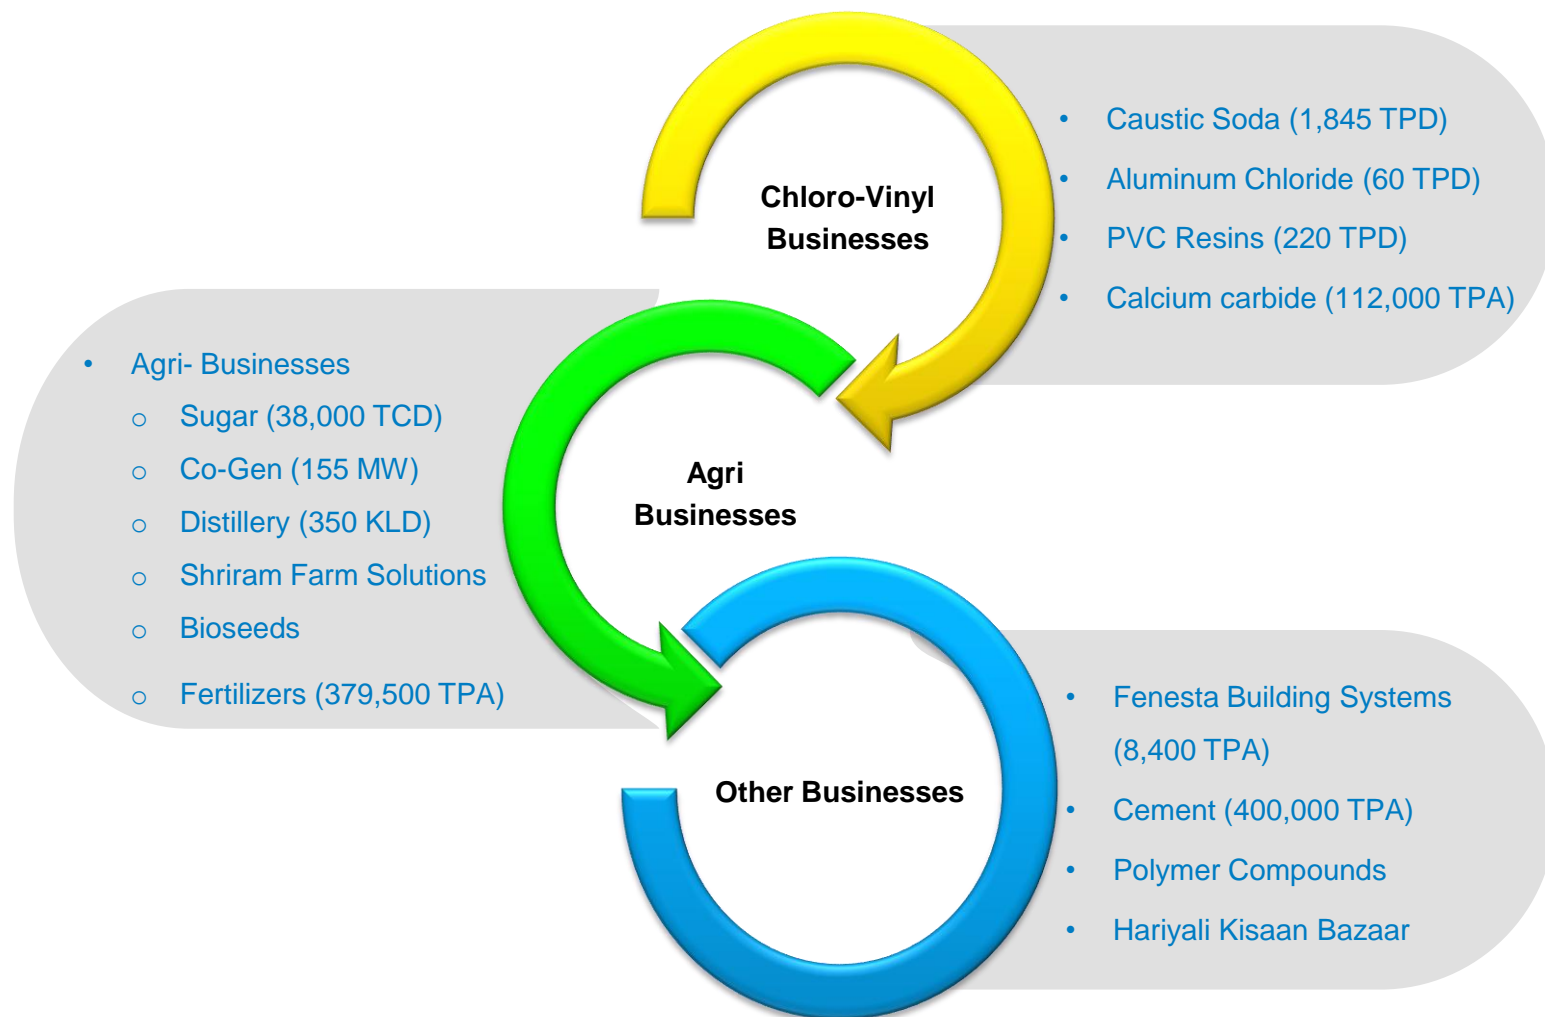 Chloro-Vinyl
Businesses
• Caustic Soda (1,845 TPD)
• Aluminum Chloride (60 TPD)
• PVC Resins (220 TPD)
• Calcium carbide (112,000 TPA)
Agri
Businesses
• Agri- Businesses
o Sugar (38,000 TCD)
o Co-Gen (155 MW)
o Distillery (350 KLD)
o Shriram Farm Solutions
o Bioseeds
o Fertilizers (379,500 TPA)
Other Businesses
• Fenesta Building Systems
(8,400 TPA)
• Cement (400,000 TPA)
• Polymer Compounds
• Hariyali Kisaan Bazaar